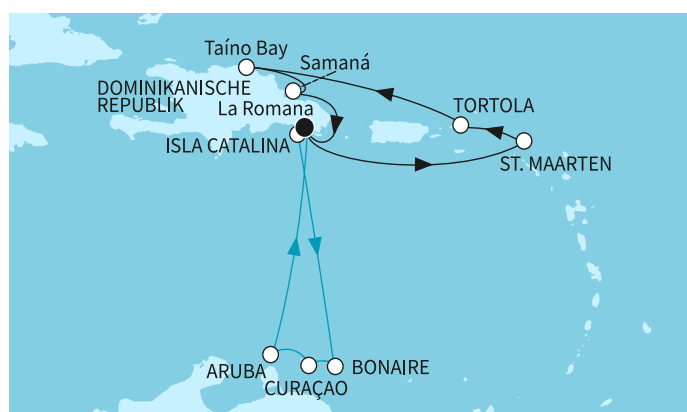 Taíno Bay
Samaná
DOMINIKANISCHE
REPUBLIK
La Romana
TORTOLA
ISLA CATALINA
ST. MAARTEN
ARUBA
BONAIRE
CURAÇAO